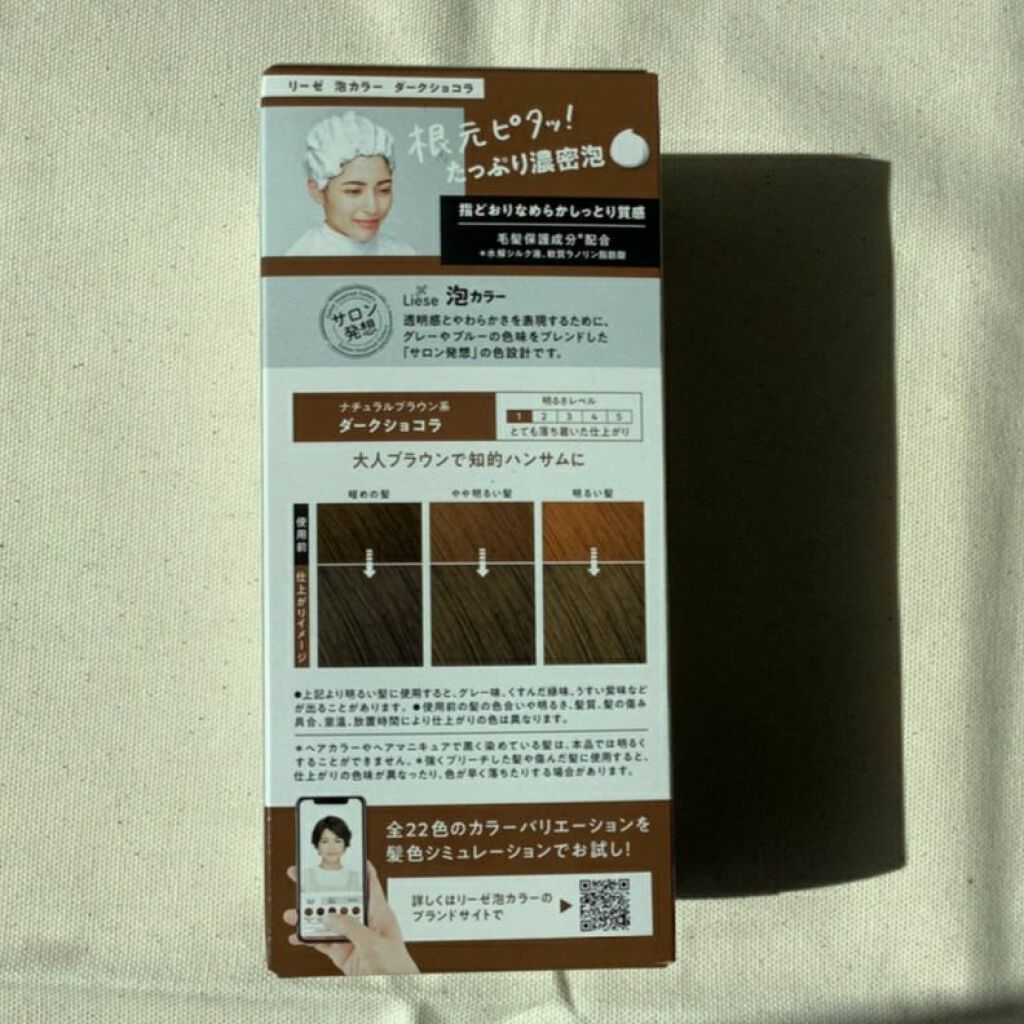 リーゼ 泡カラー ダークショコラ
根元ピタッ!
たっぷり濃密泡
指どおりなめらかしっとり質感
毛髪保護成分*配合
*水解シルク液、軟質ラノリン脂肪酸
サロン
発想
Liese 泡カラー
透明感とやわらかさを表現するために、
グレーやブルーの色味をブレンドした
「サロン発想」の色設計です。
ナチュラルブラウン系
ダークショコラ
明るさレベル
1 2 3 4 5
とても落ち着いた仕上がり
大人ブラウンで知的ハンサムに
暗めの髪 やや明るい髪 明るい髪
使用前
仕上がりイメージ
●上記より明るい髪に使用すると、グレー味、くすんだ緑味、うすい紫味など
が出ることがあります。●使用前の髪の色合いや明るさ、髪質、髪の傷み
具合、室温、放置時間により仕上がりの色は異なります。
*ヘアカラーやヘアマニキュアで黒く染めている髪は、本品では明るく
することができません。*強くブリーチした髪や傷んだ髪に使用すると、
仕上がりの色味が異なったり、色が早く落ちたりする場合があります。
全22色のカラーバリエーションを
髪色シミュレーションでお試し!
詳しくはリーゼ泡カラーの
ブランドサイトで